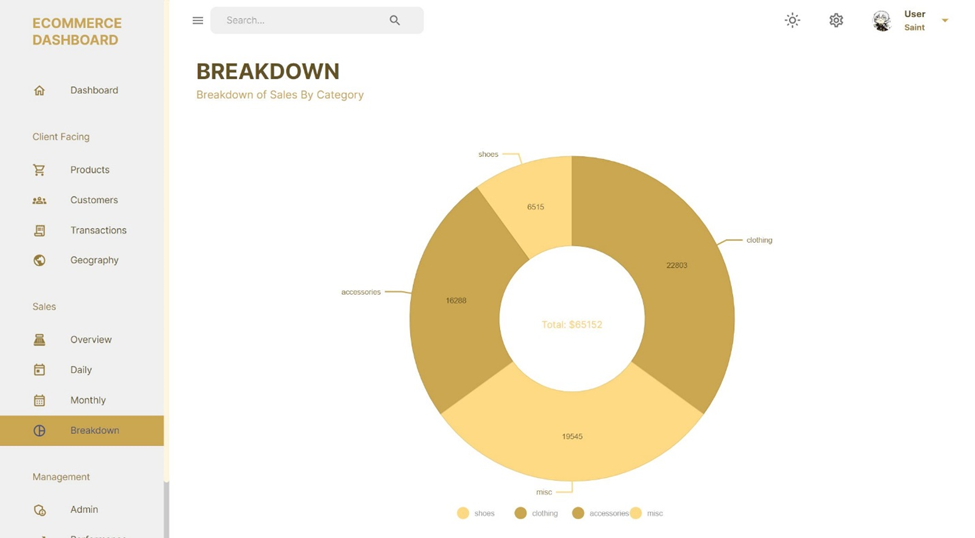 ECOMMERCE
DASHBOARD
Search...
User
Saint
Dashboard
Client Facing
Products
Customers
Transactions
Geography
Sales
Overview
Daily
Monthly
Breakdown
Management
Admin
BREAKDOWN
Breakdown of Sales By Category
shoes
6515
clothing
22803
accessories
16288
Total: $65152
19545
misc
shoes clothing accessories misc